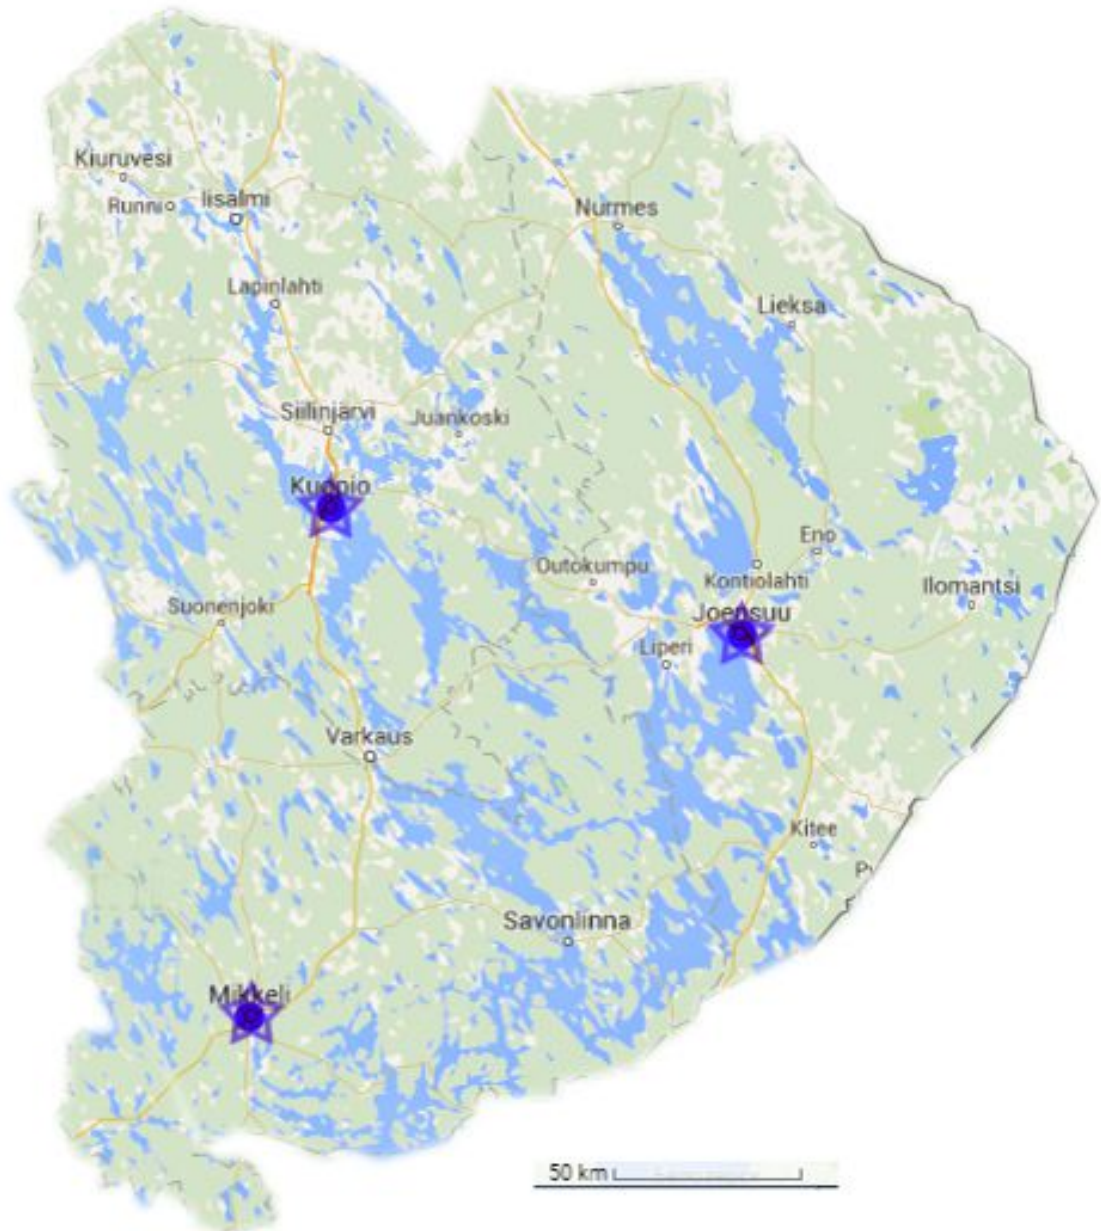 Kiuruvesi
Runni
Iisalmi
Nurmes
Lapinlahti
Lieksa
Siilinjärvi
Juankoski
Kuopio
Eno
Outokumpu
Kontiolahti
Ilomantsi
Suonenjoki
Joensuu
Liperi
Varkaus
Kitee
Savonlinna
Mikkeli
50 km